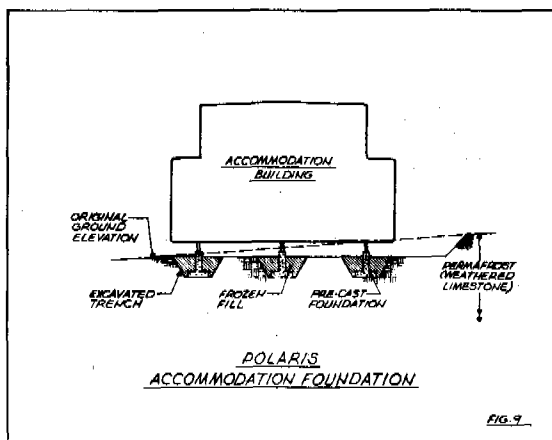 ACCOMMODATION
BUILDING
ORIGINAL
GROUND
ELEVATION
EXCAVATED
TRENCH
FROZEN
FILL
PRE-CAST
FOUNDATION
PERMAFROST
(WEATHERED
LIMESTONE)
POLARIS
ACCOMMODATION FOUNDATION
FIG. 9